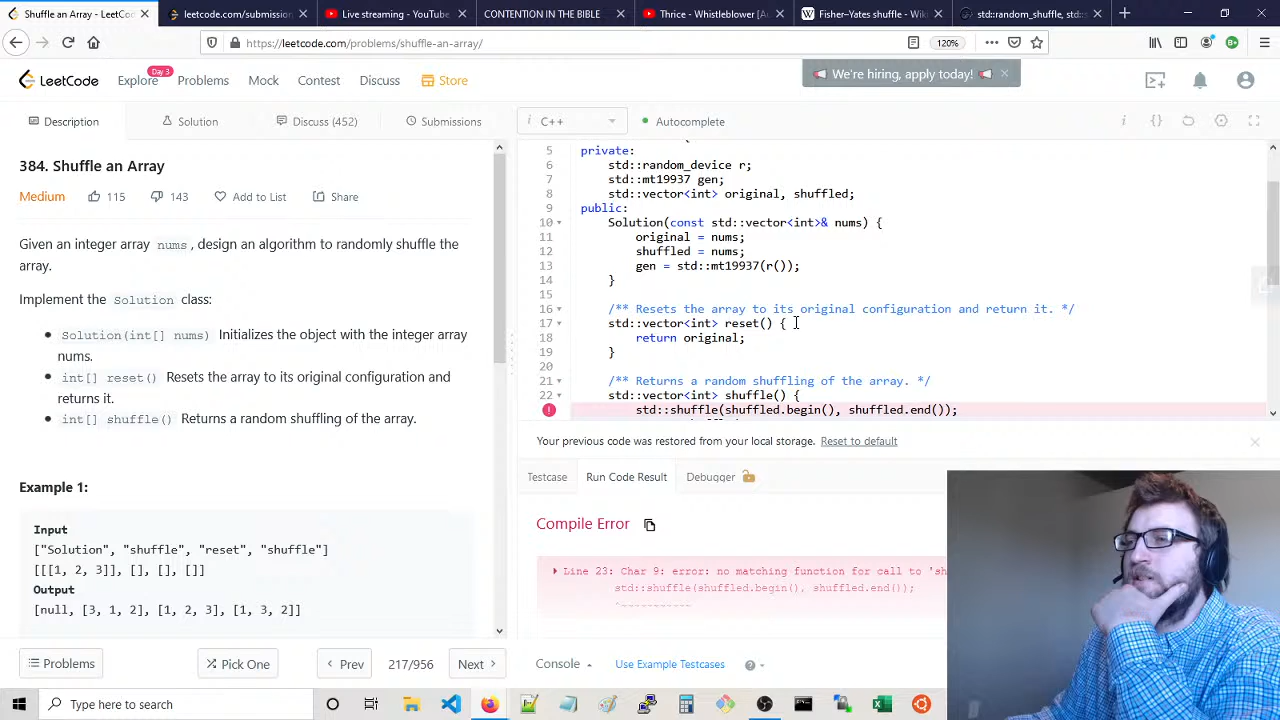 Shuffle an Array - LeetCo
leetcode.com/submission
Live streaming - YouTube
CONTENTION IN THE BIBLE
Thrice - Whistleblower [Au
Fisher–Yates shuffle - Wiki
std::random_shuffle, std::s
https://leetcode.com/problems/shuffle-an-array/
120%
LeetCode
Explore
Day 3
Problems
Mock
Contest
Discuss
Store
We're hiring, apply today!
Description
Solution
Discuss (452)
Submissions
C++
Autocomplete
384. Shuffle an Array
Medium
115
143
Add to List
Share
Given an integer array nums, design an algorithm to randomly shuffle the
array.
Implement the Solution class:
Solution(int[] nums) Initializes the object with the integer array
nums.
int[] reset() Resets the array to its original configuration and
returns it.
int[] shuffle() Returns a random shuffling of the array.
Example 1:
Input
["Solution", "shuffle", "reset", "shuffle"]
[[[1, 2, 3]], [], [], []]
Output
[null, [3, 1, 2], [1, 2, 3], [1, 3, 2]]
5 private:
6 std::random_device r;
7 std::mt19937 gen;
8 std::vector<int> original, shuffled;
9 public:
10 Solution(const std::vector<int>& nums) {
11 original = nums;
12 shuffled = nums;
13 gen = std::mt19937(r());
14 }
15
16 /** Resets the array to its original configuration and return it. */
17 std::vector<int> reset() {
18 return original;
19 }
20
21 /** Returns a random shuffling of the array. */
22 std::vector<int> shuffle() {
std::shuffle(shuffled.begin(), shuffled.end());
Your previous code was restored from your local storage. Reset to default
Testcase
Run Code Result
Debugger
Compile Error
Line 23: Char 9: error: no matching function for call to 'sh
std::shuffle(shuffled.begin(), shuffled.end());
^~~~~~~~~~~~
Problems
Pick One
Prev
217/956
Next
Console
Use Example Testcases
Type here to search